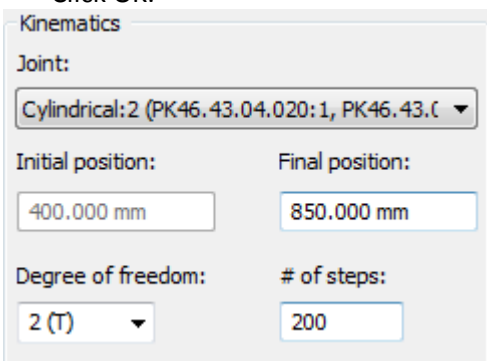 Click OK.
Kinematics
Joint:
Cylindrical:2 (PK46.43.04.020:1, PK46.43.0
Initial position: Final position:
400.000 mm 850.000 mm
Degree of freedom: # of steps:
2 (T) 200